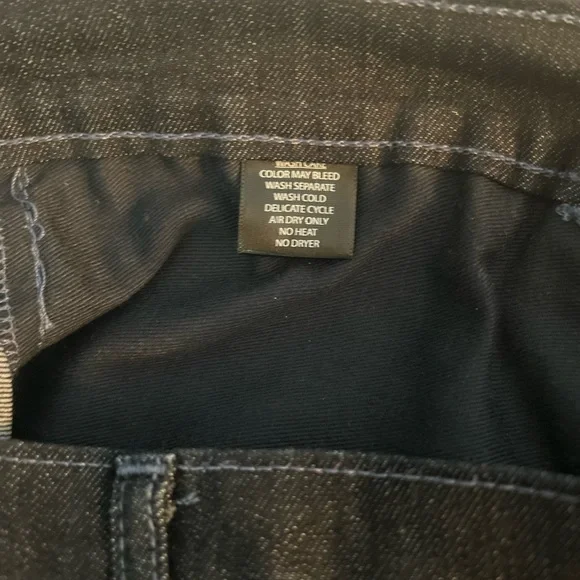 WASH CARE
COLOR MAY BLEED
WASH SEPARATE
WASH COLD
DELICATE CYCLE
AIR DRY ONLY
NO HEAT
NO DRYER